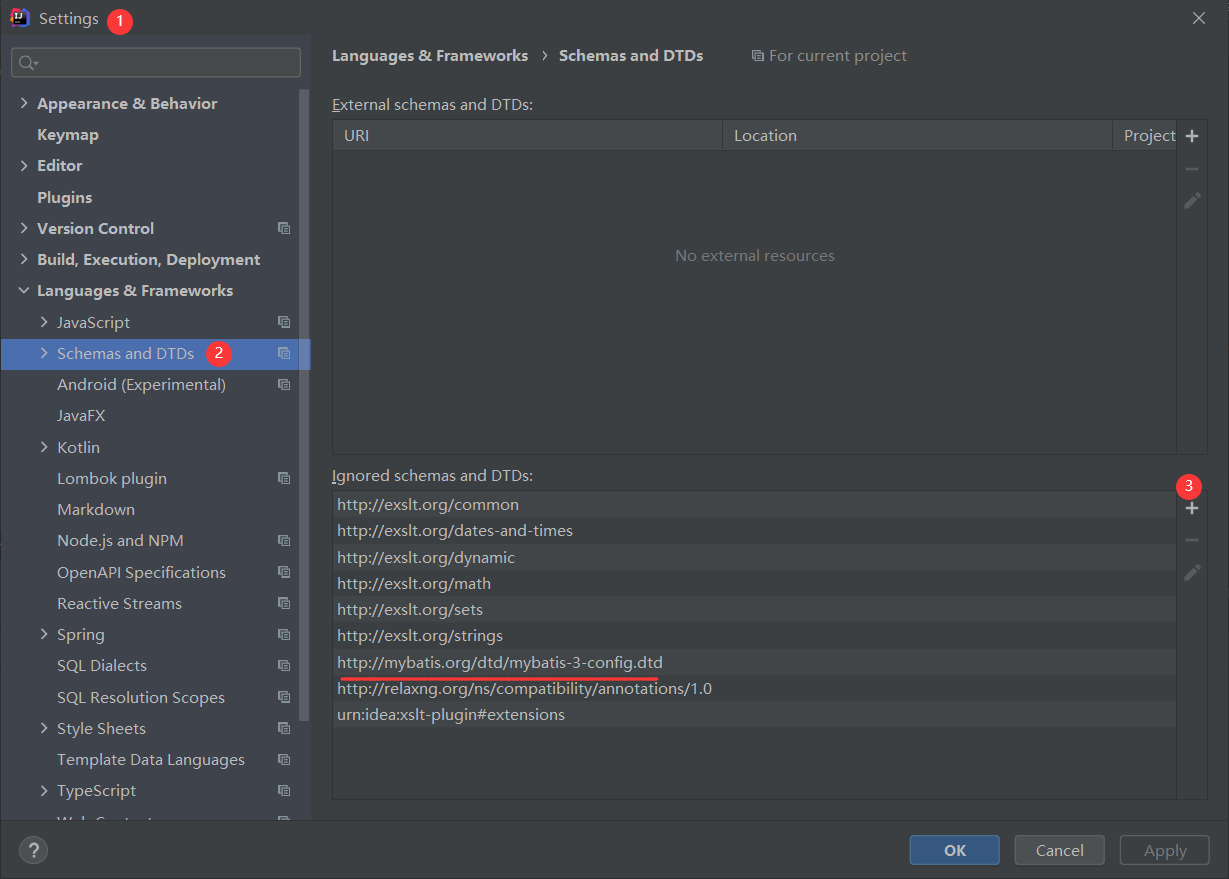 Settings 1
Appearance & Behavior
Keymap
Editor
Plugins
Version Control
Build, Execution, Deployment
Languages & Frameworks
JavaScript
Schemas and DTDs 2
Android (Experimental)
JavaFX
Kotlin
Lombok plugin
Markdown
Node.js and NPM
OpenAPI Specifications
Reactive Streams
Spring
SQL Dialects
SQL Resolution Scopes
Style Sheets
Template Data Languages
TypeScript
Languages & Frameworks › Schemas and DTDs For current project
External schemas and DTDs:
URI Location Project
No external resources
Ignored schemas and DTDs:
3
http://exslt.org/common
http://exslt.org/dates-and-times
http://exslt.org/dynamic
http://exslt.org/math
http://exslt.org/sets
http://exslt.org/strings
http://mybatis.org/dtd/mybatis-3-config.dtd
http://relaxng.org/ns/compatibility/annotations/1.0
urn:idea:xslt-plugin#extensions
? OK Cancel Apply